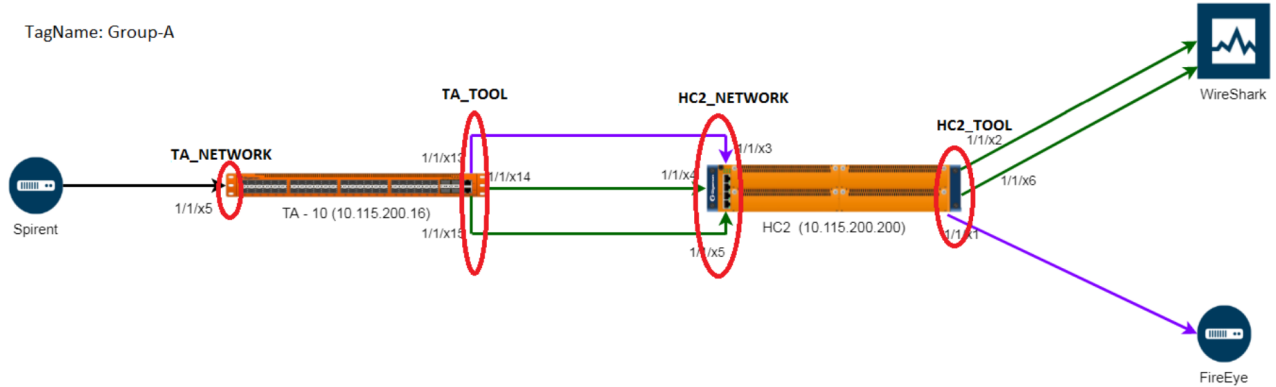 TagName: Group-A
WireShark
TA_TOOL
HC2_NETWORK
HC2_TOOL
1/1/x2
TA_NETWORK
1/1/x13
1/1/x3
1/1/x14
1/1/x4
1/1/x6
1/1/x5
TA - 10 (10.115.200.16)
Spirent
1/1/x15
HC2 (10.115.200.200)
1/1/x1
1/1/x5
FireEye